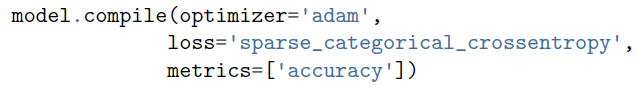 model.compile(optimizer='adam',
              loss='sparse_categorical_crossentropy',
              metrics=['accuracy'])